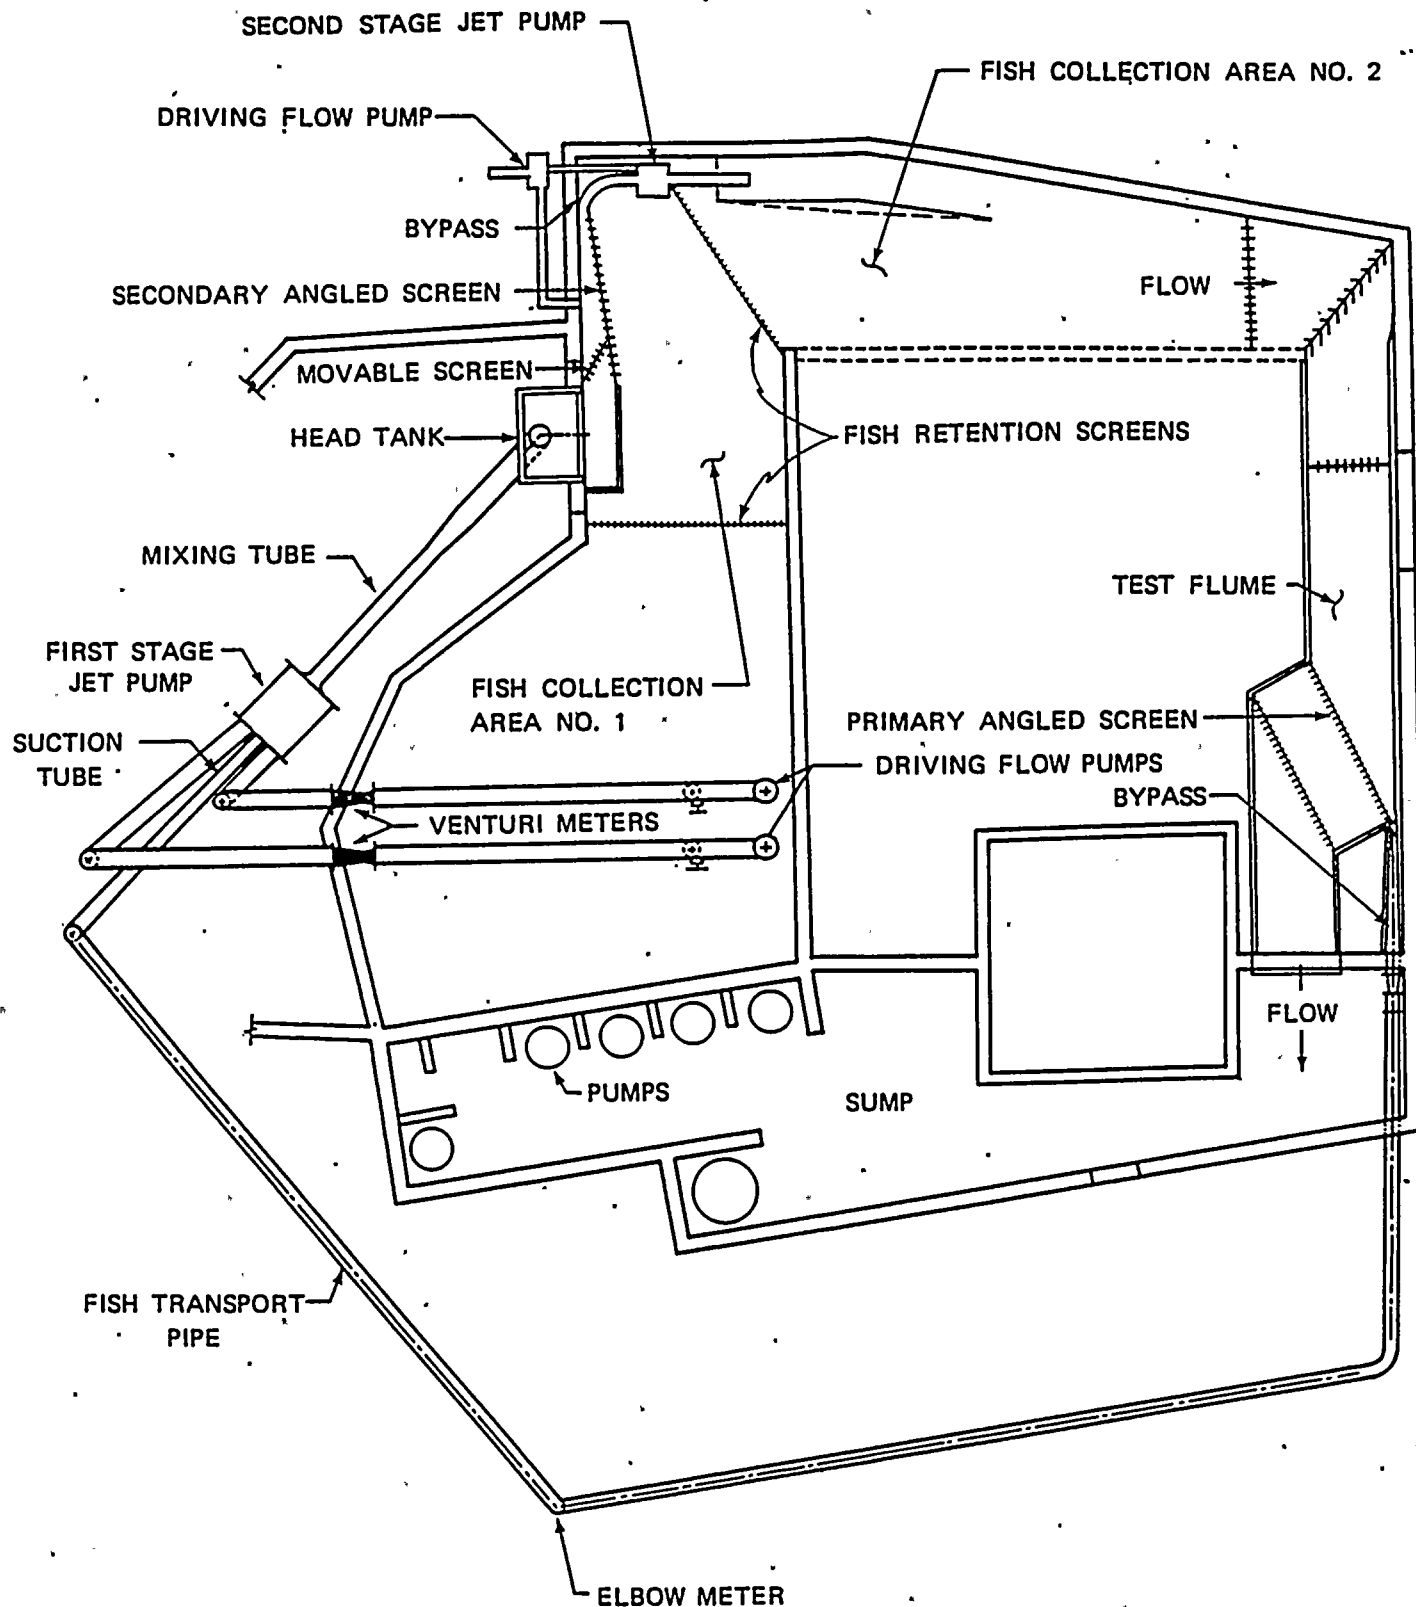 SECOND STAGE JET PUMP
FISH COLLECTION AREA NO. 2
DRIVING FLOW PUMP
BYPASS
SECONDARY ANGLED SCREEN
FLOW
MOVABLE SCREEN
HEAD TANK
FISH RETENTION SCREENS
MIXING TUBE
TEST FLUME
FIRST STAGE
JET PUMP
FISH COLLECTION
AREA NO. 1
PRIMARY ANGLED SCREEN
SUCTION
TUBE
DRIVING FLOW PUMPS
BYPASS
VENTURI METERS
FLOW
PUMPS
SUMP
FISH TRANSPORT
PIPE
ELBOW METER